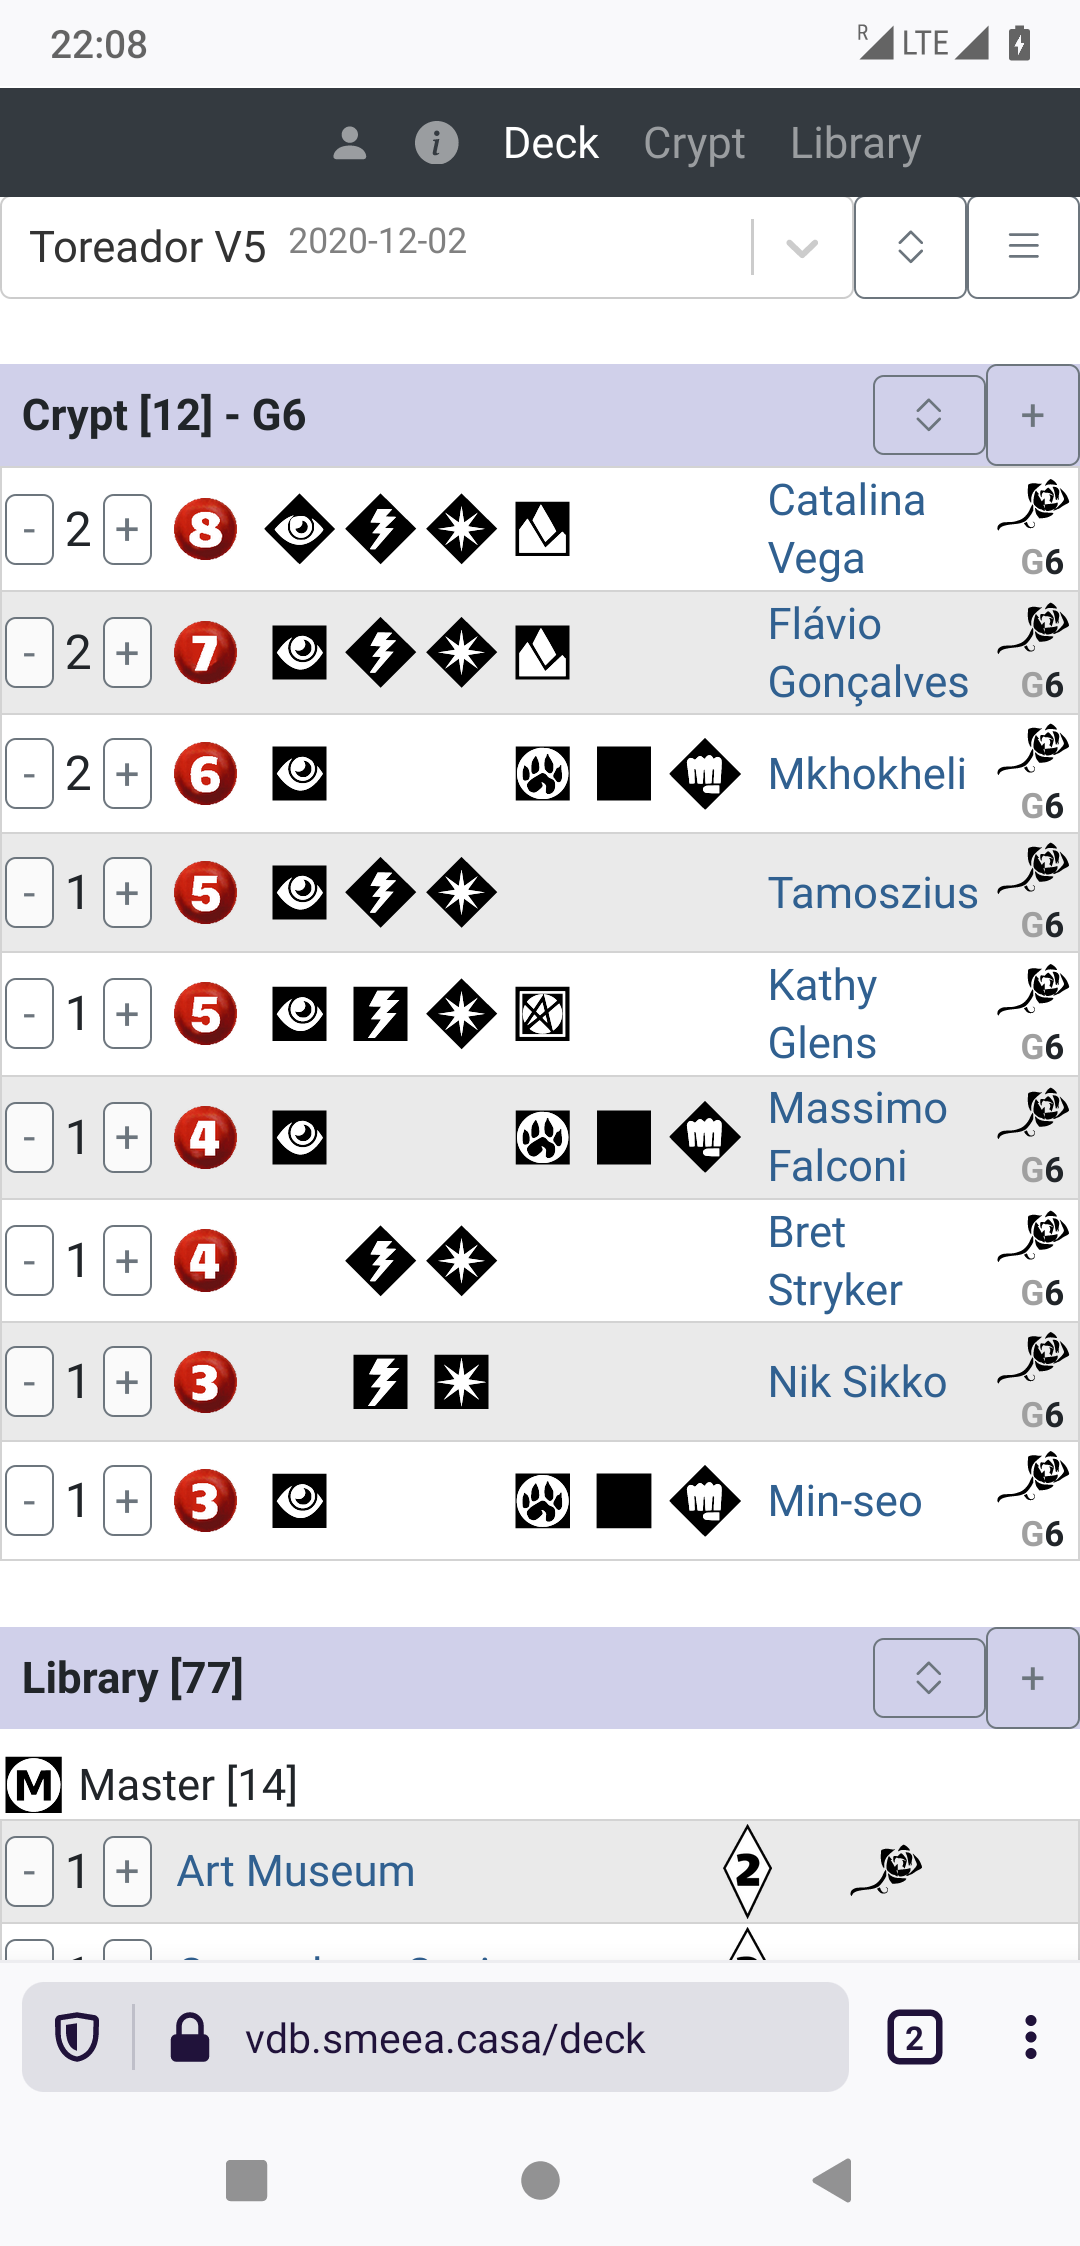 22:08 R LTE
i Deck Crypt Library
Toreador V5 2020-12-02
Crypt [12] - G6 +
- 2 + 8 Catalina Vega G6
- 2 + 7 Flávio Gonçalves G6
- 2 + 6 Mkhokheli G6
- 1 + 5 Tamoszius G6
- 1 + 5 Kathy Glens G6
- 1 + 4 Massimo Falconi G6
- 1 + 4 Bret Stryker G6
- 1 + 3 Nik Sikko G6
- 1 + 3 Min-seo G6
Library [77] +
M Master [14]
- 1 + Art Museum 2
vdb.smeea.casa/deck 2